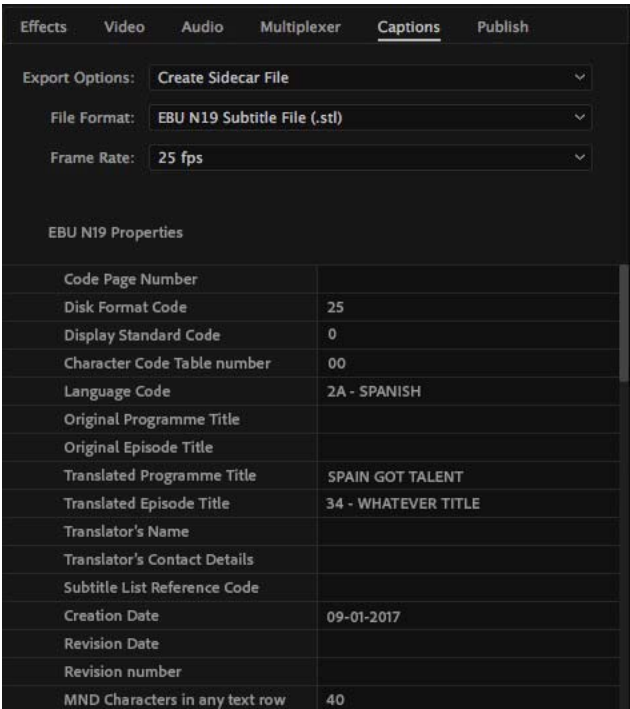 Effects Video Audio Multiplexer Captions Publish
Export Options: Create Sidecar File
File Format: EBU N19 Subtitle File (.stl)
Frame Rate: 25 fps
EBU N19 Properties
Code Page Number
Disk Format Code 25
Display Standard Code 0
Character Code Table number 00
Language Code 2A - SPANISH
Original Programme Title
Original Episode Title
Translated Programme Title SPAIN GOT TALENT
Translated Episode Title 34 - WHATEVER TITLE
Translator's Name
Translator's Contact Details
Subtitle List Reference Code
Creation Date 09-01-2017
Revision Date
Revision number
MND Characters in any text row 40